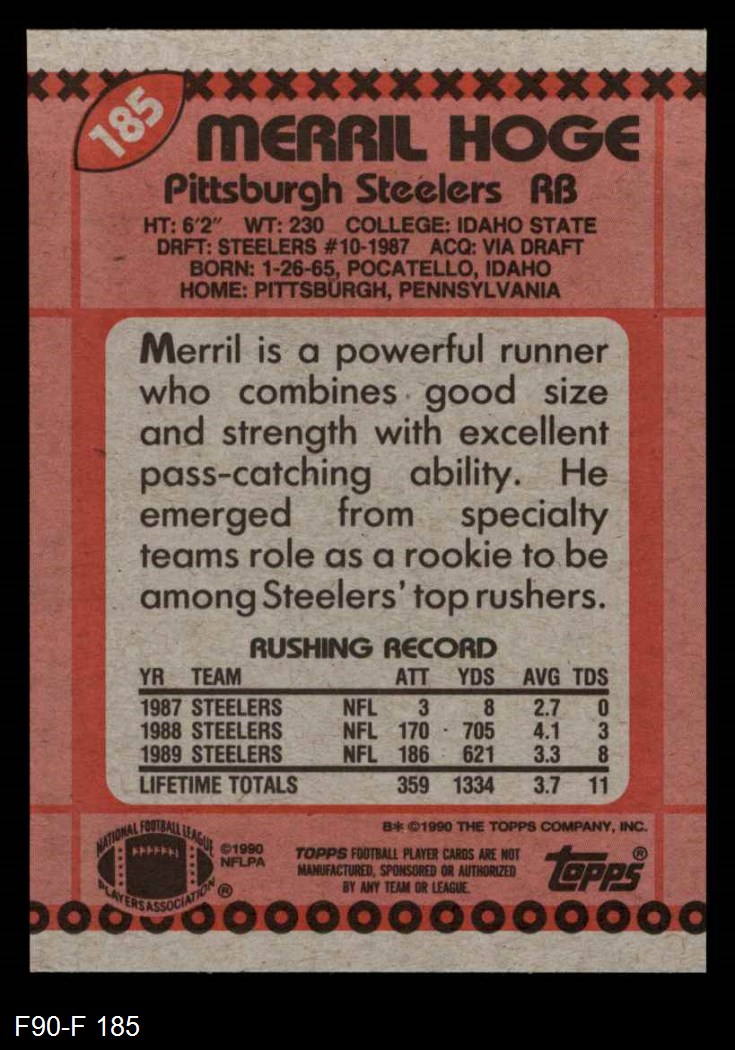 185
MERRIL HOGE
Pittsburgh Steelers RB
HT: 6'2" WT: 230 COLLEGE: IDAHO STATE
DRFT: STEELERS #10-1987 ACQ: VIA DRAFT
BORN: 1-26-65, POCATELLO, IDAHO
HOME: PITTSBURGH, PENNSYLVANIA
Merril is a powerful runner
who combines good size
and strength with excellent
pass-catching ability. He
emerged from specialty
teams role as a rookie to be
among Steelers' top rushers.
RUSHING RECORD
YR TEAM ATT YDS AVG TDS
1987 STEELERS NFL 3 8 2.7 0
1988 STEELERS NFL 170 705 4.1 3
1989 STEELERS NFL 186 621 3.3 8
LIFETIME TOTALS 359 1334 3.7 11
NATIONAL FOOTBALL LEAGUE
PLAYERS ASSOCIATION ®
©1990
NFLPA
B* ©1990 THE TOPPS COMPANY, INC.
TOPPS FOOTBALL PLAYER CARDS ARE NOT
MANUFACTURED, SPONSORED OR AUTHORIZED
BY ANY TEAM OR LEAGUE.
topps®
F90-F 185